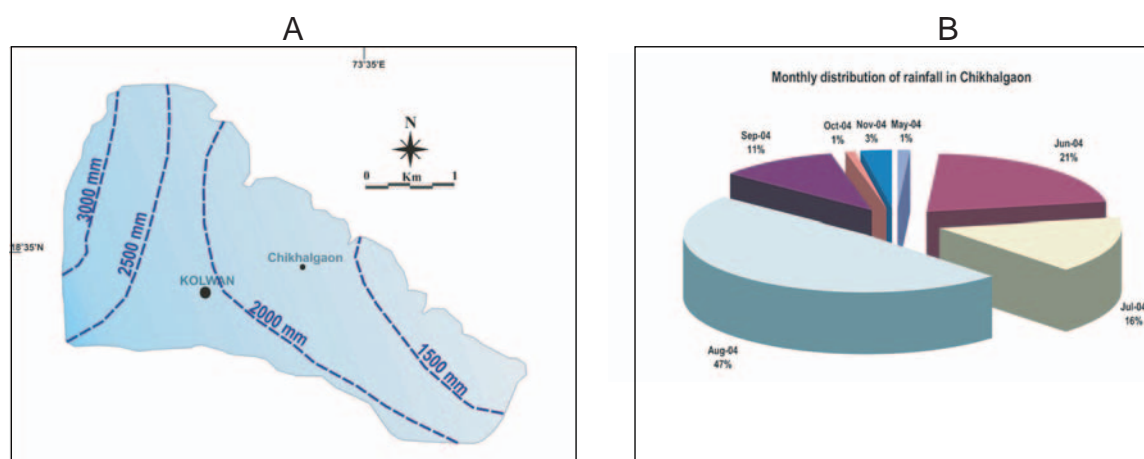 A
73°35'E
N
Km
0 1
3000 mm
2500 mm
18°35'N
Chikhalgaon
KOLWAN
2000 mm
1500 mm
B
Monthly distribution of rainfall in Chikhalgaon
Oct-04
1%
Nov-04
3%
May-04
1%
Sep-04
11%
Jun-04
21%
Jul-04
16%
Aug-04
47%